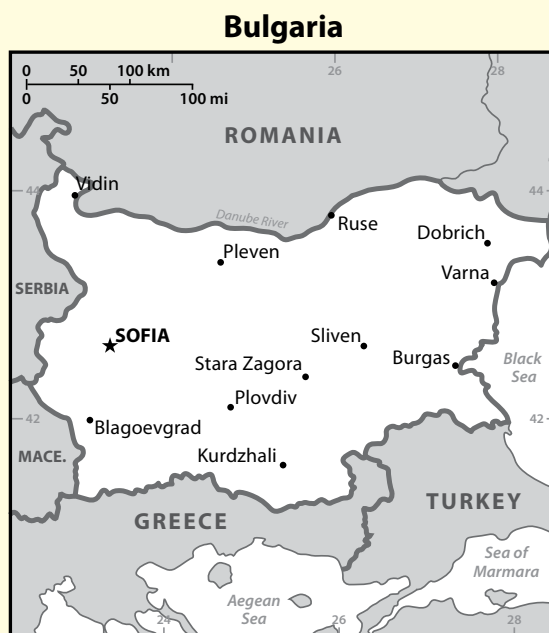 Bulgaria
0 50 100 km
0 50 100 mi
26
28
ROMANIA
44
44
Vidin
Danube River
Ruse
Dobrich
Pleven
Varna
SERBIA
SOFIA
Sliven
Stara Zagora
Burgas
Black
Sea
Plovdiv
42
42
Blagoevgrad
MACE.
Kurdzhali
TURKEY
GREECE
Sea of
Marmara
Aegean
Sea
24
26
28